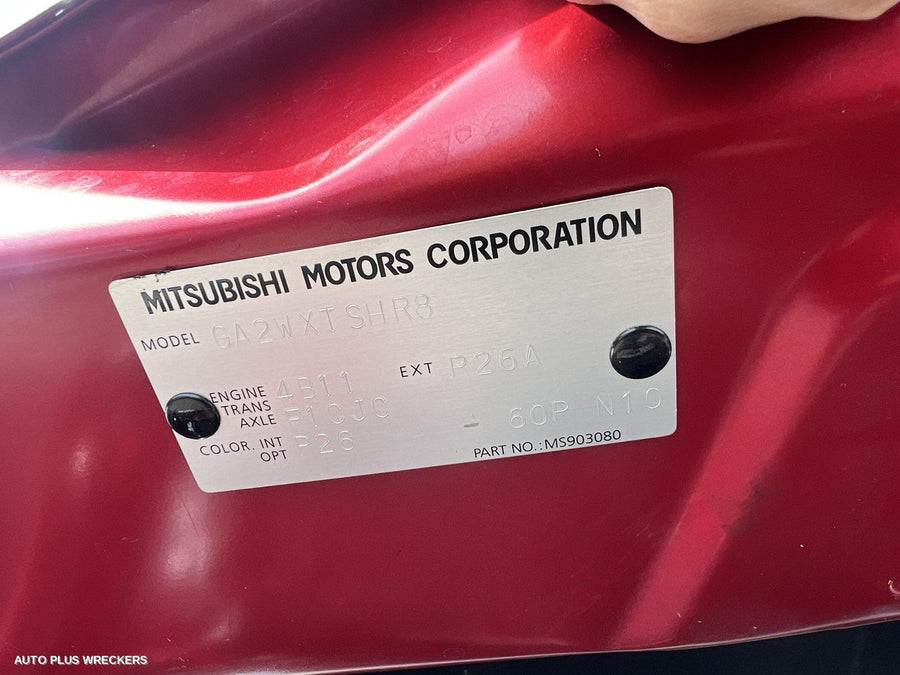 MITSUBISHI MOTORS CORPORATION
MODEL GA2WXTSHR8
EXT P26A
ENGINE 4B11
TRANS AXLE F1CJC
60P N10
COLOR. INT OPT P26
PART NO.:MS903080
AUTO PLUS WRECKERS